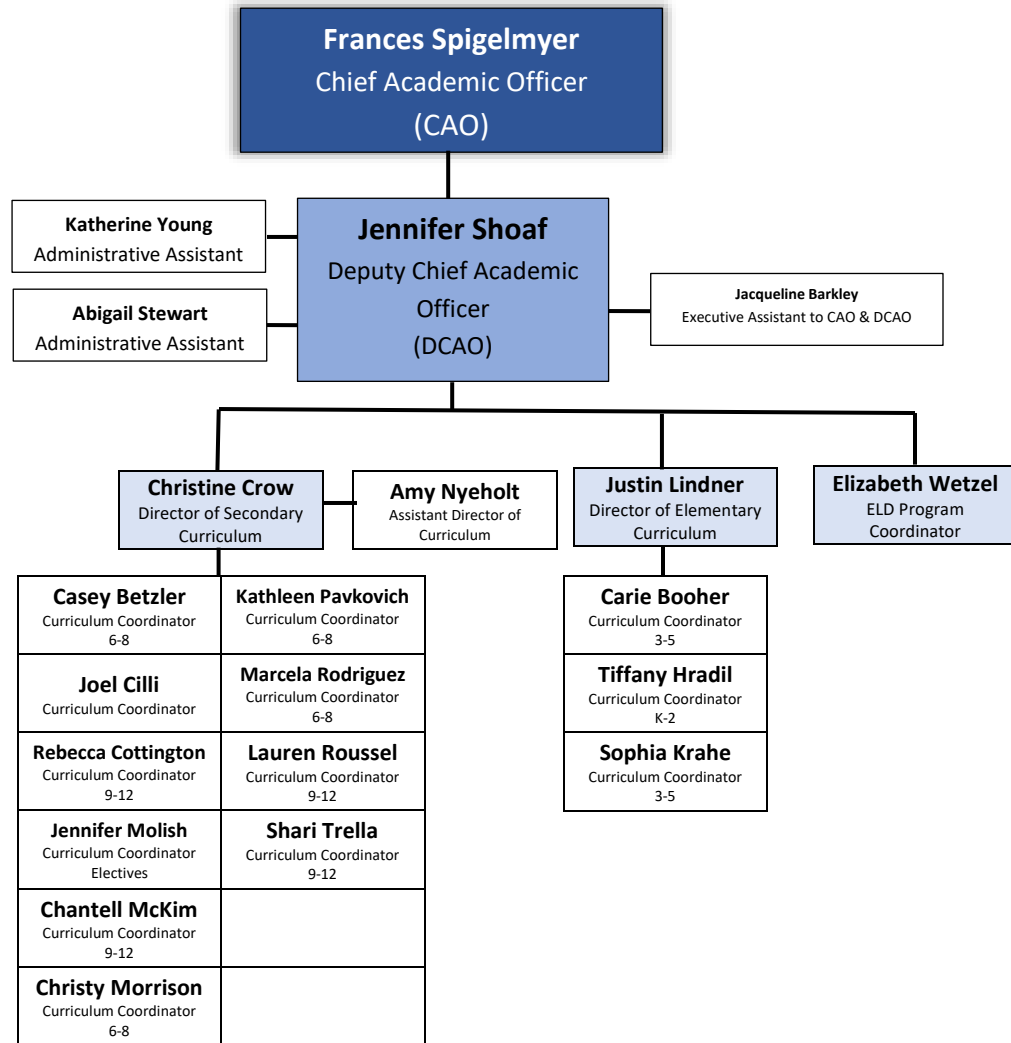 Frances Spigelmyer
Chief Academic Officer
(CAO)
Katherine Young
Administrative Assistant
Abigail Stewart
Administrative Assistant
Jennifer Shoaf
Deputy Chief Academic
Officer
(DCAO)
Jacqueline Barkley
Executive Assistant to CAO & DCAO
Christine Crow
Director of Secondary
Curriculum
Amy Nyeholt
Assistant Director of
Curriculum
Justin Lindner
Director of Elementary
Curriculum
Elizabeth Wetzel
ELD Program
Coordinator
Casey Betzler
Curriculum Coordinator
6-8
Kathleen Pavkovich
Curriculum Coordinator
6-8
Joel Cilli
Curriculum Coordinator
Marcela Rodriguez
Curriculum Coordinator
6-8
Rebecca Cottington
Curriculum Coordinator
9-12
Lauren Roussel
Curriculum Coordinator
9-12
Jennifer Molish
Curriculum Coordinator
Electives
Shari Trella
Curriculum Coordinator
9-12
Chantell McKim
Curriculum Coordinator
9-12
Christy Morrison
Curriculum Coordinator
6-8
Carie Booher
Curriculum Coordinator
3-5
Tiffany Hradil
Curriculum Coordinator
K-2
Sophia Krahe
Curriculum Coordinator
3-5